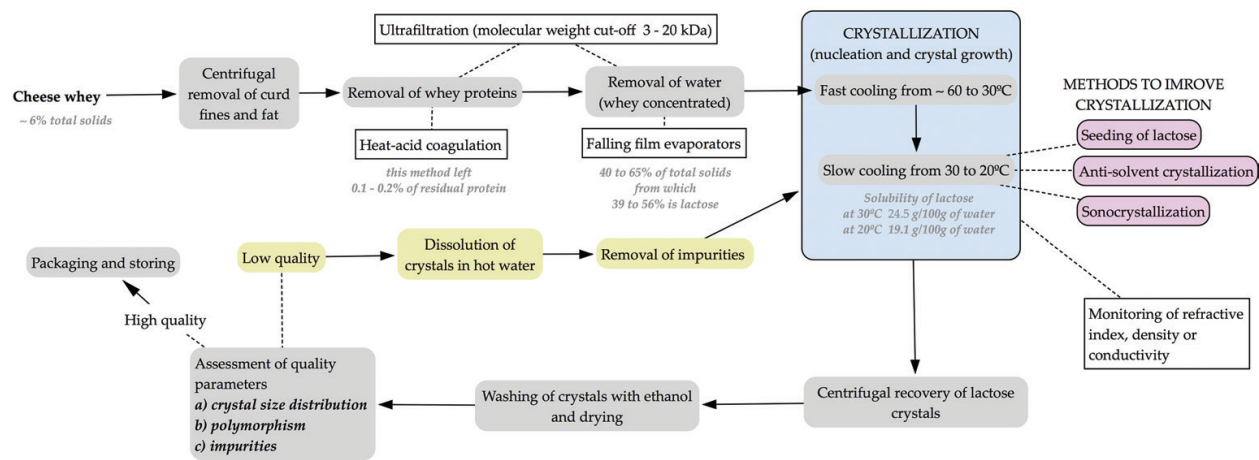 Ultrafiltration (molecular weight cut-off  3 - 20 kDa)
CRYSTALLIZATION
(nucleation and crystal growth)
Cheese whey
~ 6% total solids
Centrifugal
removal of curd
fines and fat
Removal of whey proteins
Removal of water
(whey concentrated)
Fast cooling from ~ 60 to 30ºC
METHODS TO IMROVE
CRYSTALLIZATION
Heat-acid coagulation
this method left
0.1 - 0.2% of residual protein
Falling film evaporators
40 to 65% of total solids
from which
39 to 56% is lactose
Slow cooling from 30 to 20ºC
Solubility of lactose
at 30ºC  24.5 g/100g of water
at 20ºC  19.1 g/100g of water
Seeding of lactose
Anti-solvent crystallization
Sonocrystallization
Packaging and storing
Low quality
Dissolution of
crystals in hot water
Removal of impurities
High quality
Monitoring of refractive
index, density or
conductivity
Assessment of quality
parameters
a) crystal size distribution
b) polymorphism
c) impurities
Washing of crystals with ethanol
and drying
Centrifugal recovery of lactose
crystals